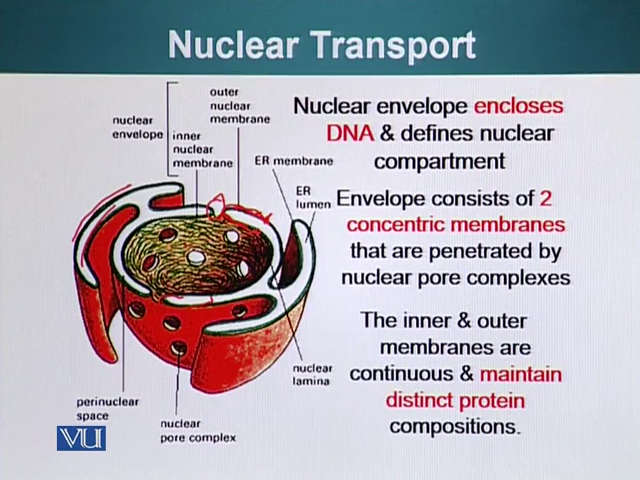 Nuclear Transport
outer
nuclear
membrane
nuclear
envelope
inner
nuclear
membrane
ER membrane
ER
lumen
nuclear
lamina
perinuclear
space
nuclear
pore complex
Nuclear envelope encloses
DNA & defines nuclear
compartment
Envelope consists of 2
concentric membranes
that are penetrated by
nuclear pore complexes
The inner & outer
membranes are
continuous & maintain
distinct protein
compositions.
VU